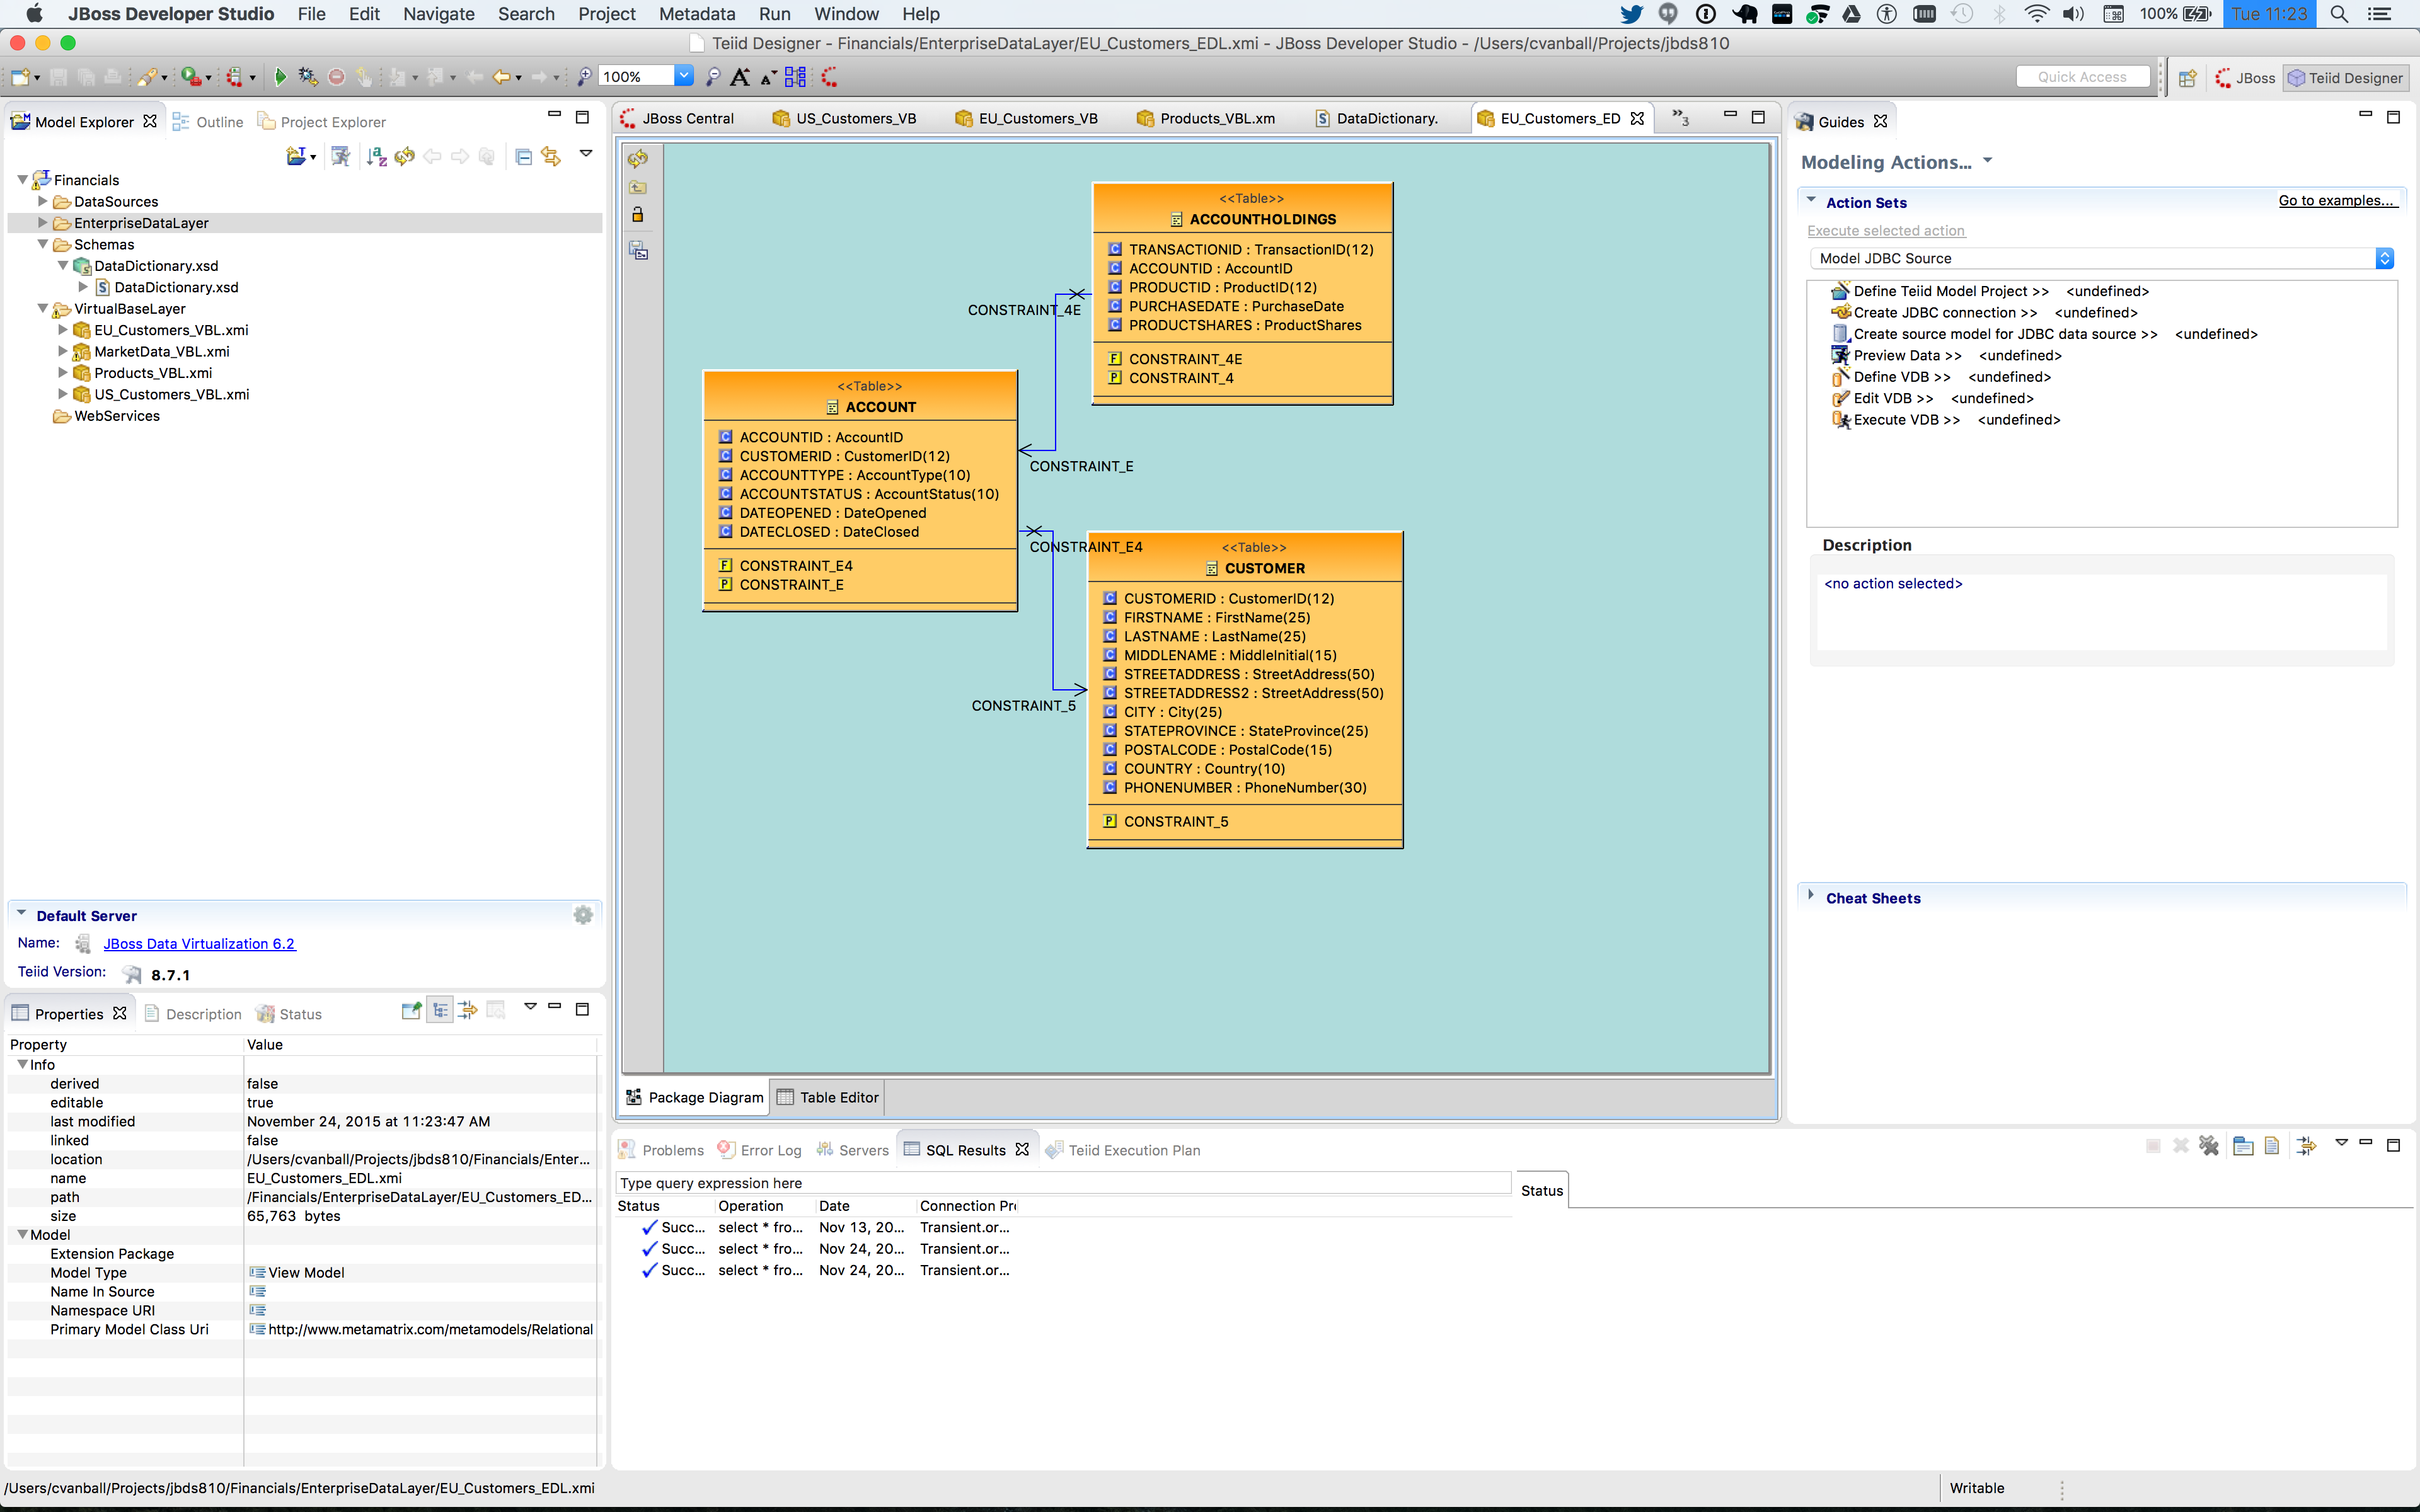 JBoss Developer Studio File Edit Navigate Search Project Metadata Run Window Help 100% Tue 11:23
Teiid Designer - Financials/EnterpriseDataLayer/EU_Customers_EDL.xmi - JBoss Developer Studio - /Users/cvanball/Projects/jbds810
100% Quick Access JBoss Teiid Designer
Model Explorer Outline Project Explorer
Financials
DataSources
EnterpriseDataLayer
Schemas
DataDictionary.xsd
DataDictionary.xsd
VirtualBaseLayer
EU_Customers_VBL.xmi
MarketData_VBL.xmi
Products_VBL.xmi
US_Customers_VBL.xmi
WebServices
Default Server
Name: JBoss Data Virtualization 6.2
Teiid Version: 8.7.1
Properties Description Status
Property Value
Info
derived false
editable true
last modified November 24, 2015 at 11:23:47 AM
linked false
location /Users/cvanball/Projects/jbds810/Financials/Enter...
name EU_Customers_EDL.xmi
path /Financials/EnterpriseDataLayer/EU_Customers_ED...
size 65,763 bytes
Model
Extension Package
Model Type View Model
Name In Source
Namespace URI
Primary Model Class Uri http://www.metamatrix.com/metamodels/Relational
JBoss Central US_Customers_VB EU_Customers_VB Products_VBL.xm DataDictionary. EU_Customers_ED »3
<<Table>>
ACCOUNTHOLDINGS
TRANSACTIONID : TransactionID(12)
ACCOUNTID : AccountID
PRODUCTID : ProductID(12)
PURCHASEDATE : PurchaseDate
PRODUCTSHARES : ProductShares
CONSTRAINT_4E
CONSTRAINT_4
CONSTRAINT_4E
CONSTRAINT_E
<<Table>>
ACCOUNT
ACCOUNTID : AccountID
CUSTOMERID : CustomerID(12)
ACCOUNTTYPE : AccountType(10)
ACCOUNTSTATUS : AccountStatus(10)
DATEOPENED : DateOpened
DATECLOSED : DateClosed
CONSTRAINT_E4
CONSTRAINT_E
CONSTRAINT_E4
CONSTRAINT_5
<<Table>>
CUSTOMER
CUSTOMERID : CustomerID(12)
FIRSTNAME : FirstName(25)
LASTNAME : LastName(25)
MIDDLENAME : MiddleInitial(15)
STREETADDRESS : StreetAddress(50)
STREETADDRESS2 : StreetAddress(50)
CITY : City(25)
STATEPROVINCE : StateProvince(25)
POSTALCODE : PostalCode(15)
COUNTRY : Country(10)
PHONENUMBER : PhoneNumber(30)
CONSTRAINT_5
Package Diagram Table Editor
Problems Error Log Servers SQL Results Teiid Execution Plan
Type query expression here
Status Operation Date Connection Pr
Succ... select * fro... Nov 13, 20... Transient.or...
Succ... select * fro... Nov 24, 20... Transient.or...
Succ... select * fro... Nov 24, 20... Transient.or...
Status
Guides
Modeling Actions...
Action Sets Go to examples...
Execute selected action
Model JDBC Source
Define Teiid Model Project >> <undefined>
Create JDBC connection >> <undefined>
Create source model for JDBC data source >> <undefined>
Preview Data >> <undefined>
Define VDB >> <undefined>
Edit VDB >> <undefined>
Execute VDB >> <undefined>
Description
<no action selected>
Cheat Sheets
/Users/cvanball/Projects/jbds810/Financials/EnterpriseDataLayer/EU_Customers_EDL.xmi Writable